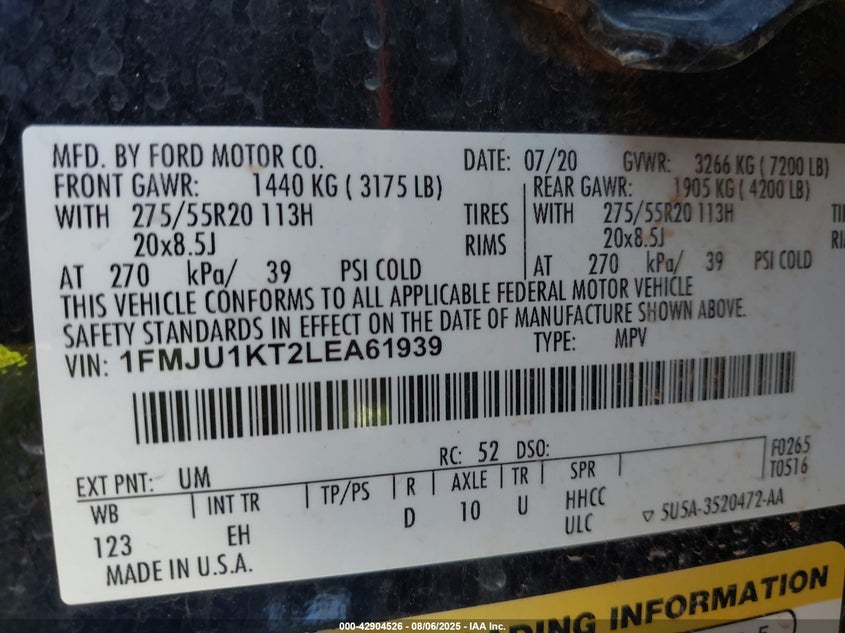 MFD. BY FORD MOTOR CO. DATE: 07/20 GVWR: 3266 KG ( 7200 LB)
FRONT GAWR: 1440 KG ( 3175 LB) REAR GAWR: 1905 KG ( 4200 LB)
WITH 275/55R20 113H TIRES WITH 275/55R20 113H
20x8.5J RIMS 20x8.5J
AT 270 kPa/ 39 PSI COLD AT 270 kPa/ 39 PSI COLD
THIS VEHICLE CONFORMS TO ALL APPLICABLE FEDERAL MOTOR VEHICLE
SAFETY STANDARDS IN EFFECT ON THE DATE OF MANUFACTURE SHOWN ABOVE.
VIN: 1FMJU1KT2LEA61939 TYPE: MPV
F0265
T0516
EXT PNT: UM RC: 52 DSO:
WB INT TR TP/PS R AXLE TR SPR
123 EH D 10 U HHCC
ULC ▽ 5U5A-3520472-AA
MADE IN U.S.A.
INFORMATION
5
000-42904526 - 08/06/2025 - IAA Inc.